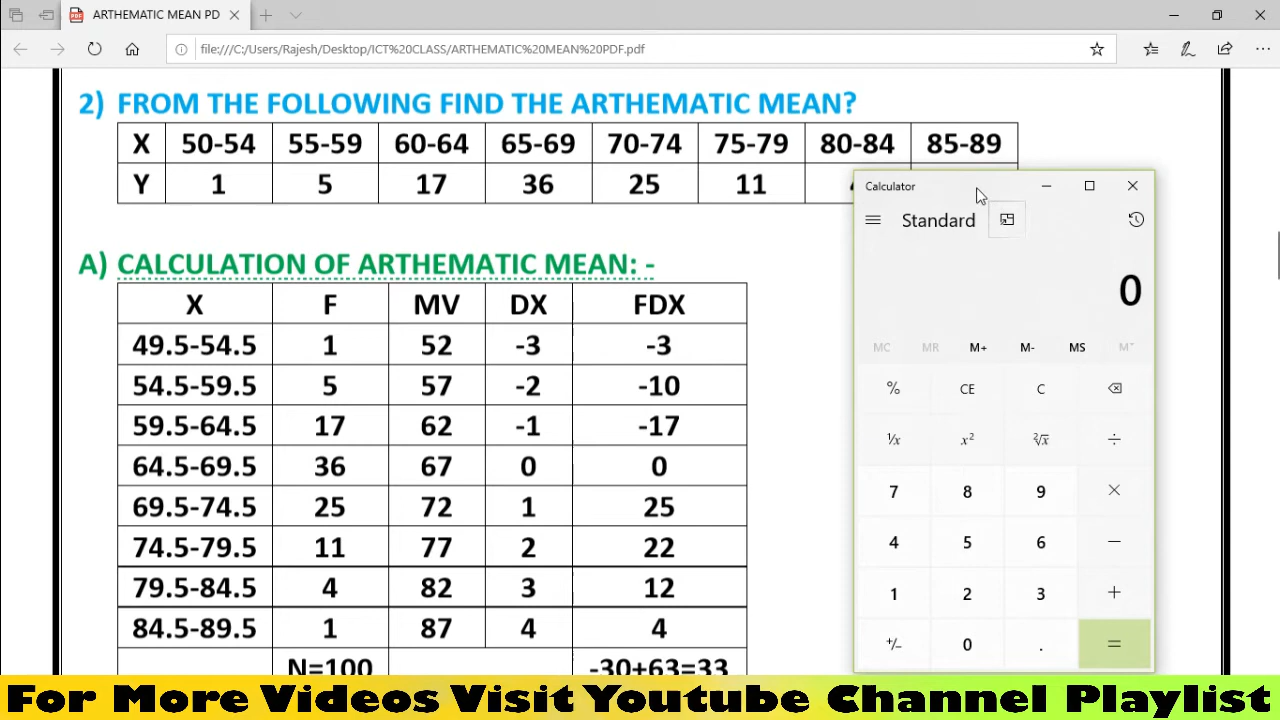 ARTHEMATIC MEAN PD
file:///C:/Users/Rajesh/Desktop/ICT%20CLASS/ARTHEMATIC%20MEAN%20PDF.pdf
2) FROM THE FOLLOWING FIND THE ARTHEMATIC MEAN?
X 50-54 55-59 60-64 65-69 70-74 75-79 80-84 85-89
Y 1 5 17 36 25 11
A) CALCULATION OF ARTHEMATIC MEAN: -
X F MV DX FDX
49.5-54.5 1 52 -3 -3
54.5-59.5 5 57 -2 -10
59.5-64.5 17 62 -1 -17
64.5-69.5 36 67 0 0
69.5-74.5 25 72 1 25
74.5-79.5 11 77 2 22
79.5-84.5 4 82 3 12
84.5-89.5 1 87 4 4
N=100 -30+63=33
Calculator
Standard
0
MC MR M+ M- MS M˅
% CE C
¹/x x² ²√x ÷
7 8 9 ×
4 5 6 −
1 2 3 +
+/− 0 . =
For More Videos Visit Youtube Channel Playlist